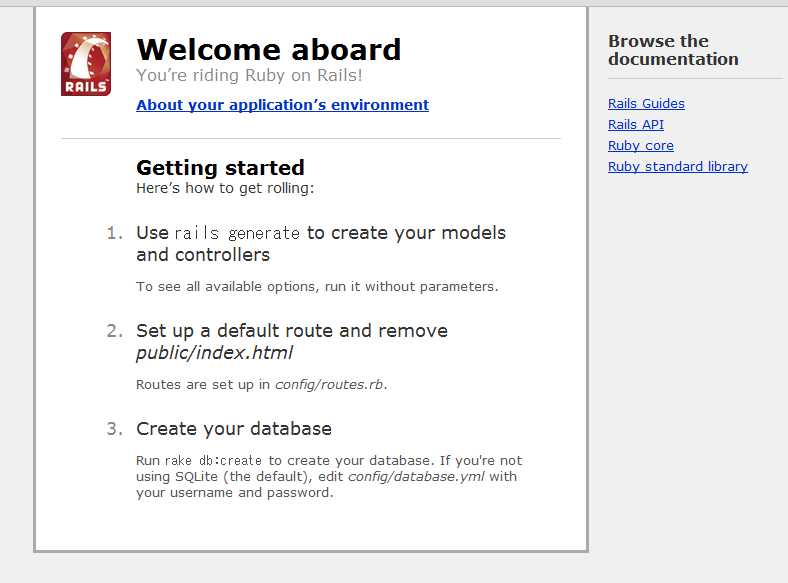 RAILS
Welcome aboard
You’re riding Ruby on Rails!
About your application’s environment
Getting started
Here’s how to get rolling:
1. Use rails generate to create your models
and controllers
To see all available options, run it without parameters.
2. Set up a default route and remove
public/index.html
Routes are set up in config/routes.rb.
3. Create your database
Run rake db:create to create your database. If you're not
using SQLite (the default), edit config/database.yml with
your username and password.
Browse the
documentation
Rails Guides
Rails API
Ruby core
Ruby standard library